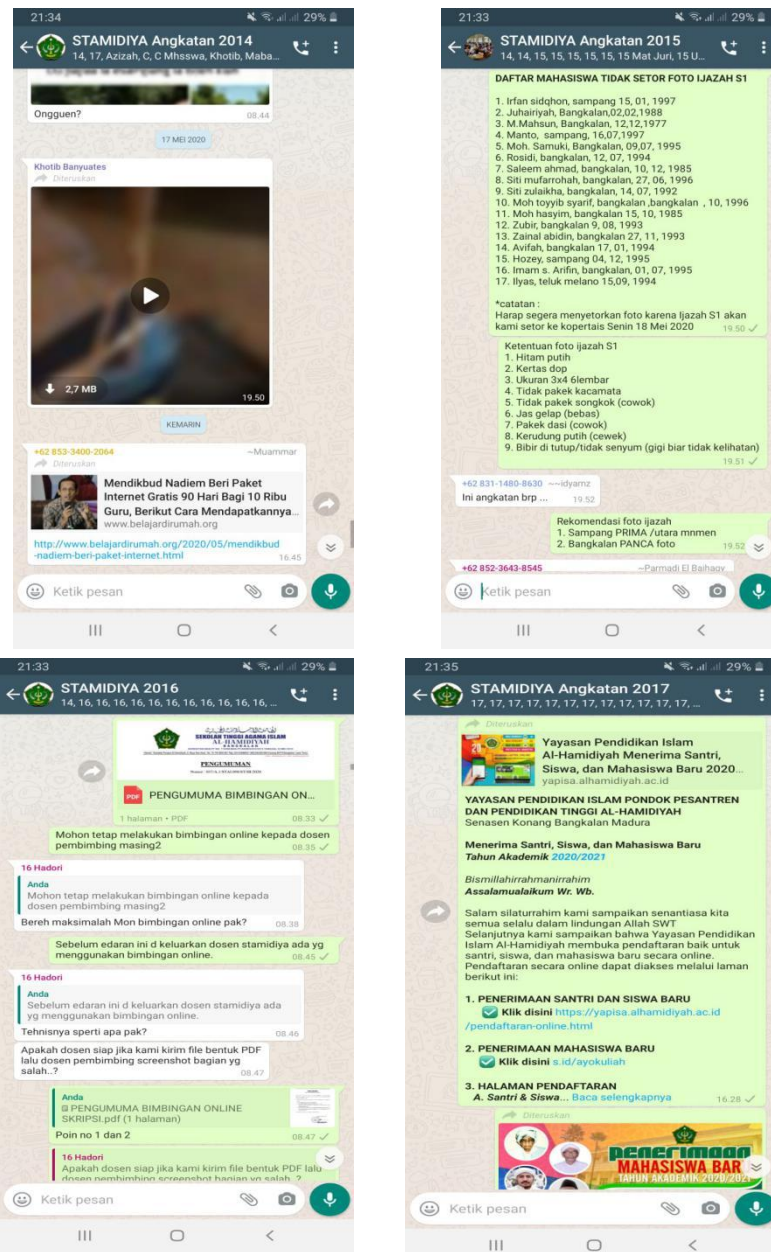 21:34
29%
STAMIDIYA Angkatan 2014
14, 17, Azizah, C, C Mhsswa, Khotib, Maba...
Ongguen?
08.44
17 MEI 2020
Khotib Banyuates
Diteruskan
2,7 MB
19.50
KEMARIN
+62 853-3400-2064
~Muammar
Diteruskan
Mendikbud Nadiem Beri Paket
Internet Gratis 90 Hari Bagi 10 Ribu
Guru, Berikut Cara Mendapatkannya...
www.belajardirumah.org
http://www.belajardirumah.org/2020/05/mendikbud
-nadiem-beri-paket-internet.html
16.45
Ketik pesan
21:33
29%
STAMIDIYA Angkatan 2015
14, 14, 15, 15, 15, 15, 15, 15 Mat Juri, 15 U...
DAFTAR MAHASISWA TIDAK SETOR FOTO IJAZAH S1
1. Irfan sidqhon, sampang 15, 01, 1997
2. Juhairiyah, Bangkalan,02,02,1988
3. M.Mahsun, Bangkalan, 12,12,1977
4. Manto, sampang, 16,07,1997
5. Moh. Samuki, Bangkalan, 09,07, 1995
6. Rosidi, bangkalan, 12, 07, 1994
7. Saleem ahmad, bangkalan, 10, 12, 1985
8. Siti mufarrohah, bangkalan, 27, 06, 1996
9. Siti zulaikha, bangkalan, 14, 07, 1992
10. Moh toyyib syarif, bangkalan ,bangkalan , 10, 1996
11. Moh hasyim, bangkalan 15, 10, 1985
12. Zubir, bangkalan 9, 08, 1993
13. Zainal abidin, bangkalan 27, 11, 1993
14. Avifah, bangkalan 17, 01, 1994
15. Hozey, sampang 04, 12, 1995
16. Imam s. Arifin, bangkalan, 01, 07, 1995
17. Ilyas, teluk melano 15,09, 1994
*catatan :
Harap segera menyetorkan foto karena Ijazah S1 akan
kami setor ke kopertais Senin 18 Mei 2020
19.50
Ketentuan foto ijazah S1
1. Hitam putih
2. Kertas dop
3. Ukuran 3x4 6lembar
4. Tidak pakek kacamata
5. Tidak pakek songkok (cowok)
6. Jas gelap (bebas)
7. Pakek dasi (cowok)
8. Kerudung putih (cewek)
9. Bibir di tutup/tidak senyum (gigi biar tidak kelihatan)
19.51
+62 831-1480-8630 ~~idyamz
Ini angkatan brp ...
19.52
Rekomendasi foto ijazah
1. Sampang PRIMA /utara mnmen
2. Bangkalan PANCA foto
19.52
+62 852-3643-8545
~Parmadi El Baihaqy
Ketik pesan
21:33
29%
STAMIDIYA 2016
14, 16, 16, 16, 16, 16, 16, 16, 16, 16, 16, ...
SEKOLAH TINGGI AGAMA ISLAM
AL-HAMIDIYAH
BANGKALAN
PENGUMUMAN
PDF
PENGUMUMA BIMBINGAN ON...
1 halaman • PDF
08.33
Mohon tetap melakukan bimbingan online kepada dosen
pembimbing masing2
08.35
16 Hadori
Anda
Mohon tetap melakukan bimbingan online kepada
dosen pembimbing masing2
Bereh maksimalah Mon bimbingan online pak?
08.38
Sebelum edaran ini d keluarkan dosen stamidiya ada yg
menggunakan bimbingan online.
08.45
16 Hadori
Anda
Sebelum edaran ini d keluarkan dosen stamidiya ada
yg menggunakan bimbingan online.
Tehnisnya sperti apa pak?
08.46
Apakah dosen siap jika kami kirim file bentuk PDF
lalu dosen pembimbing screenshot bagian yg
salah..?
08.47
Anda
PENGUMUMA BIMBINGAN ONLINE
SKRIPSI.pdf (1 halaman)
Poin no 1 dan 2
08.47
16 Hadori
Apakah dosen siap jika kami kirim file bentuk PDF lalu
dosen pembimbing screenshot bagian yg salah..?
Ketik pesan
21:35
29%
STAMIDIYA Angkatan 2017
17, 17, 17, 17, 17, 17, 17, 17, 17, 17, 17, ...
Diteruskan
Yayasan Pendidikan Islam
Al-Hamidiyah Menerima Santri,
Siswa, dan Mahasiswa Baru 2020...
yapisa.alhamidiyah.ac.id
YAYASAN PENDIDIKAN ISLAM PONDOK PESANTREN
DAN PENDIDIKAN TINGGI AL-HAMIDIYAH
Senasen Konang Bangkalan Madura
Menerima Santri, Siswa, dan Mahasiswa Baru
Tahun Akademik 2020/2021
Bismillahirrahmanirrahim
Assalamualaikum Wr. Wb.
Salam silaturrahim kami sampaikan senantiasa kita
semua selalu dalam lindungan Allah SWT
Selanjutnya kami sampaikan bahwa Yayasan Pendidikan
Islam Al-Hamidiyah membuka pendaftaran baik untuk
santri, siswa, dan mahasiswa baru secara online.
Pendaftaran secara online dapat diakses melalui laman
berikut ini:
1. PENERIMAAN SANTRI DAN SISWA BARU
Klik disini https://yapisa.alhamidiyah.ac.id
/pendaftaran-online.html
2. PENERIMAAN MAHASISWA BARU
Klik disini s.id/ayokuliah
3. HALAMAN PENDAFTARAN
A. Santri & Siswa... Baca selengkapnya
16.28
Diteruskan
penerimaan
MAHASISWA BAR
TAHUN AKADEMIK 2020/2021
Ketik pesan